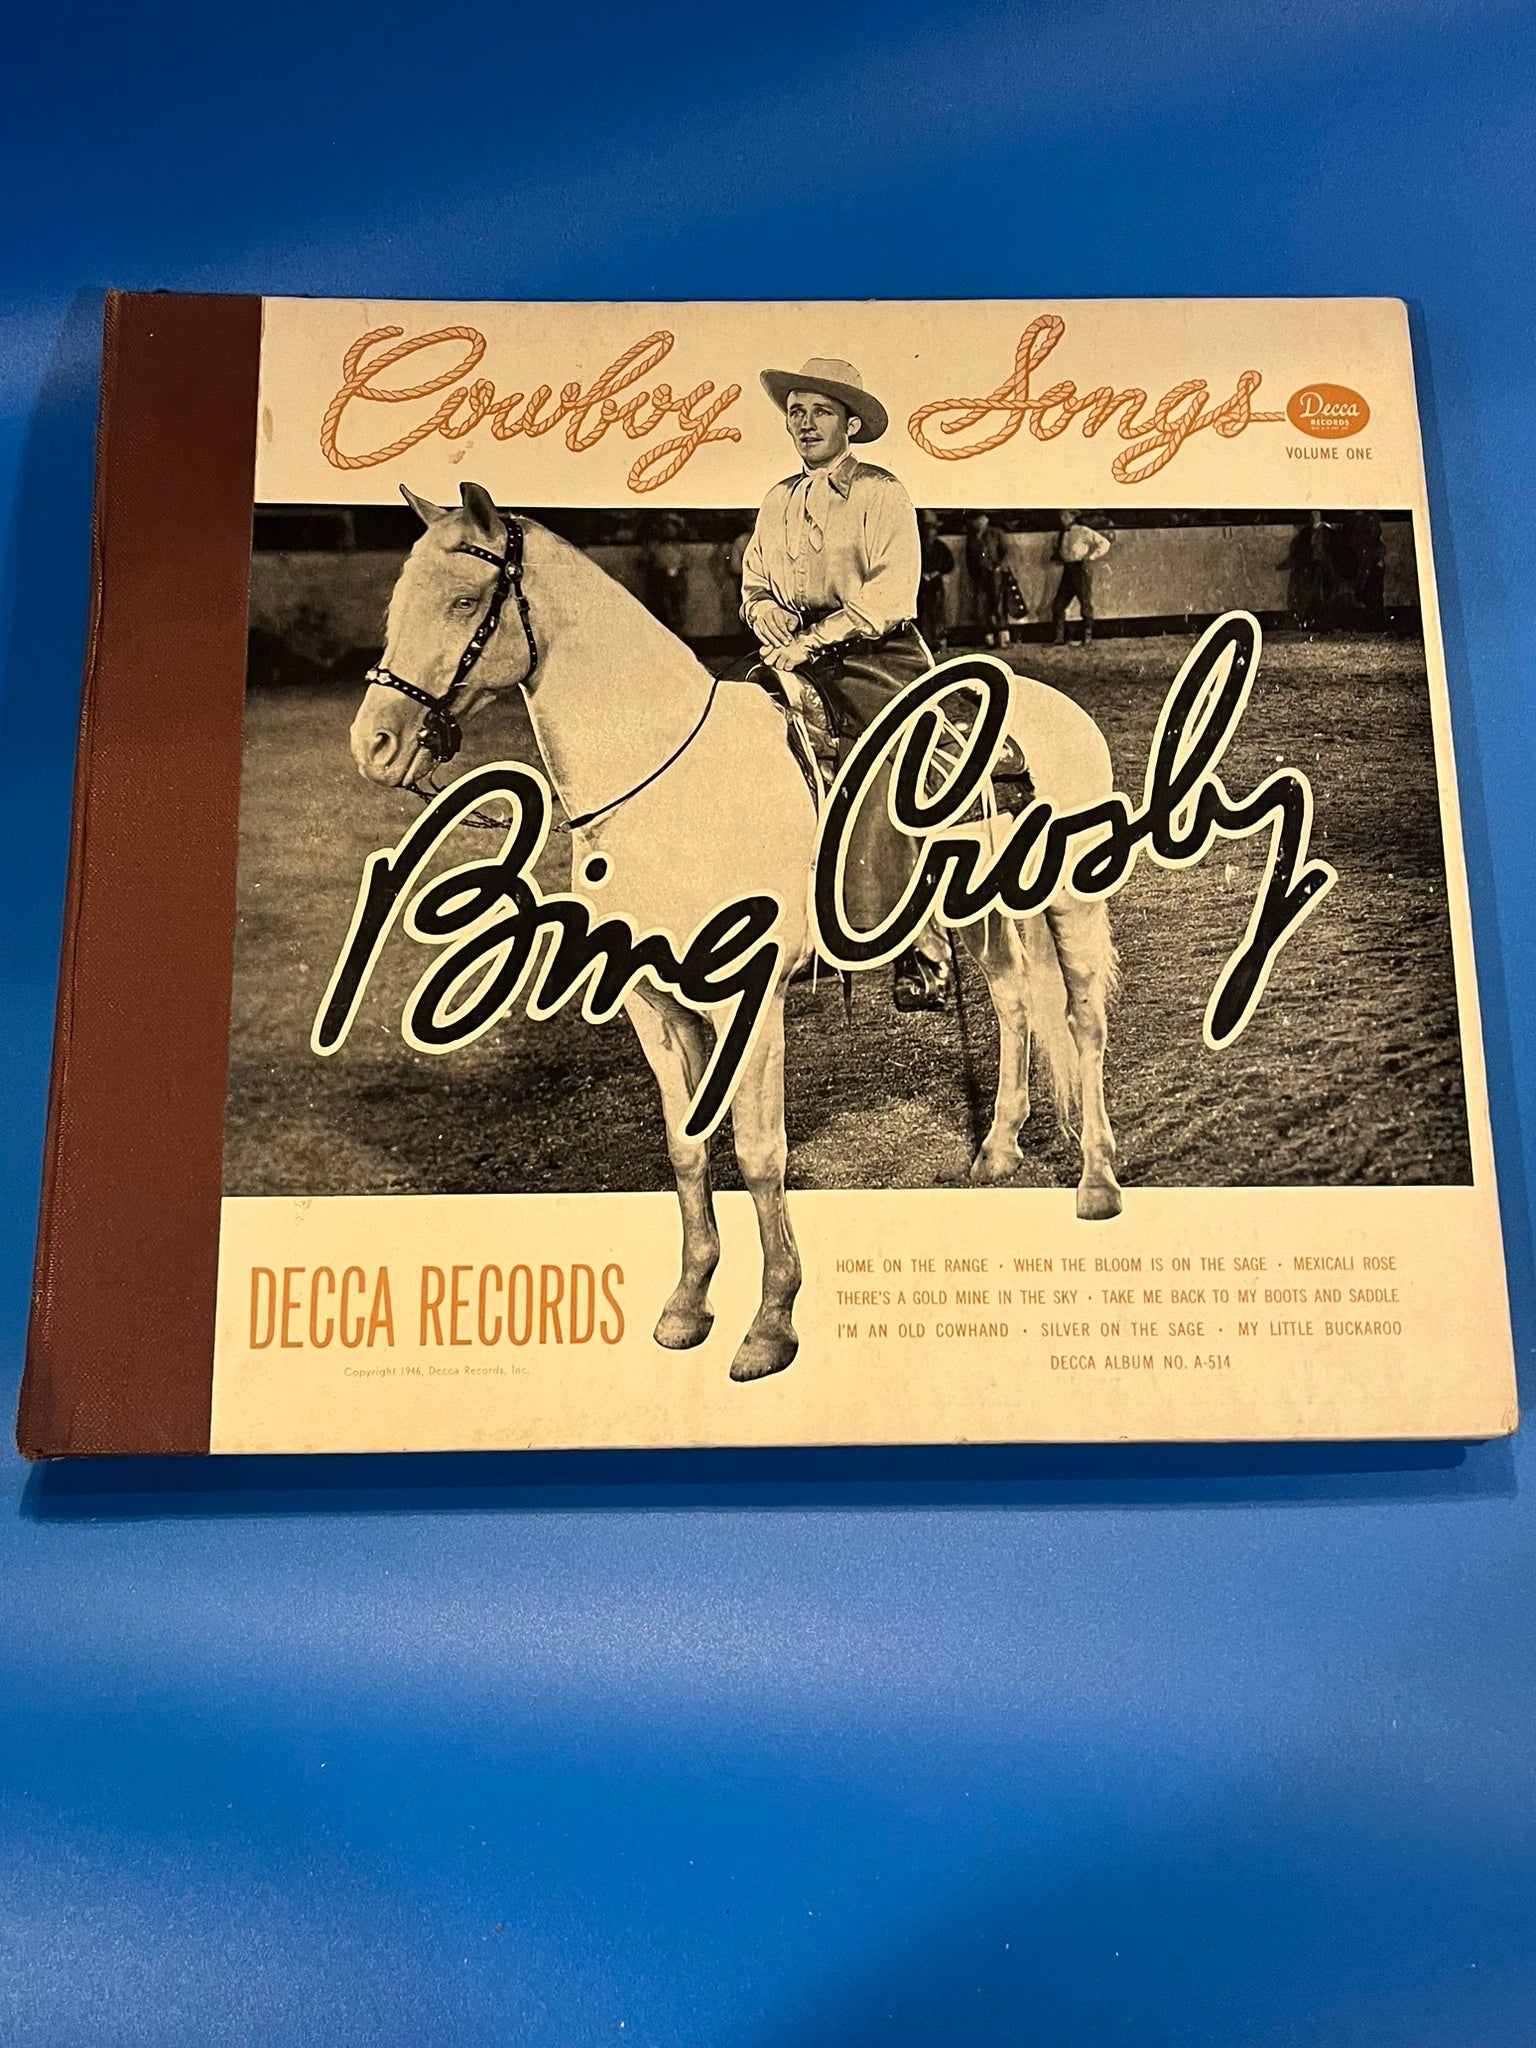 Cowboy Songs
Decca
RECORDS
VOLUME ONE
Bing Crosby
DECCA RECORDS
Copyright 1946, Decca Records, Inc.
HOME ON THE RANGE · WHEN THE BLOOM IS ON THE SAGE · MEXICALI ROSE
THERE'S A GOLD MINE IN THE SKY · TAKE ME BACK TO MY BOOTS AND SADDLE
I'M AN OLD COWHAND · SILVER ON THE SAGE · MY LITTLE BUCKAROO
DECCA ALBUM NO. A-514